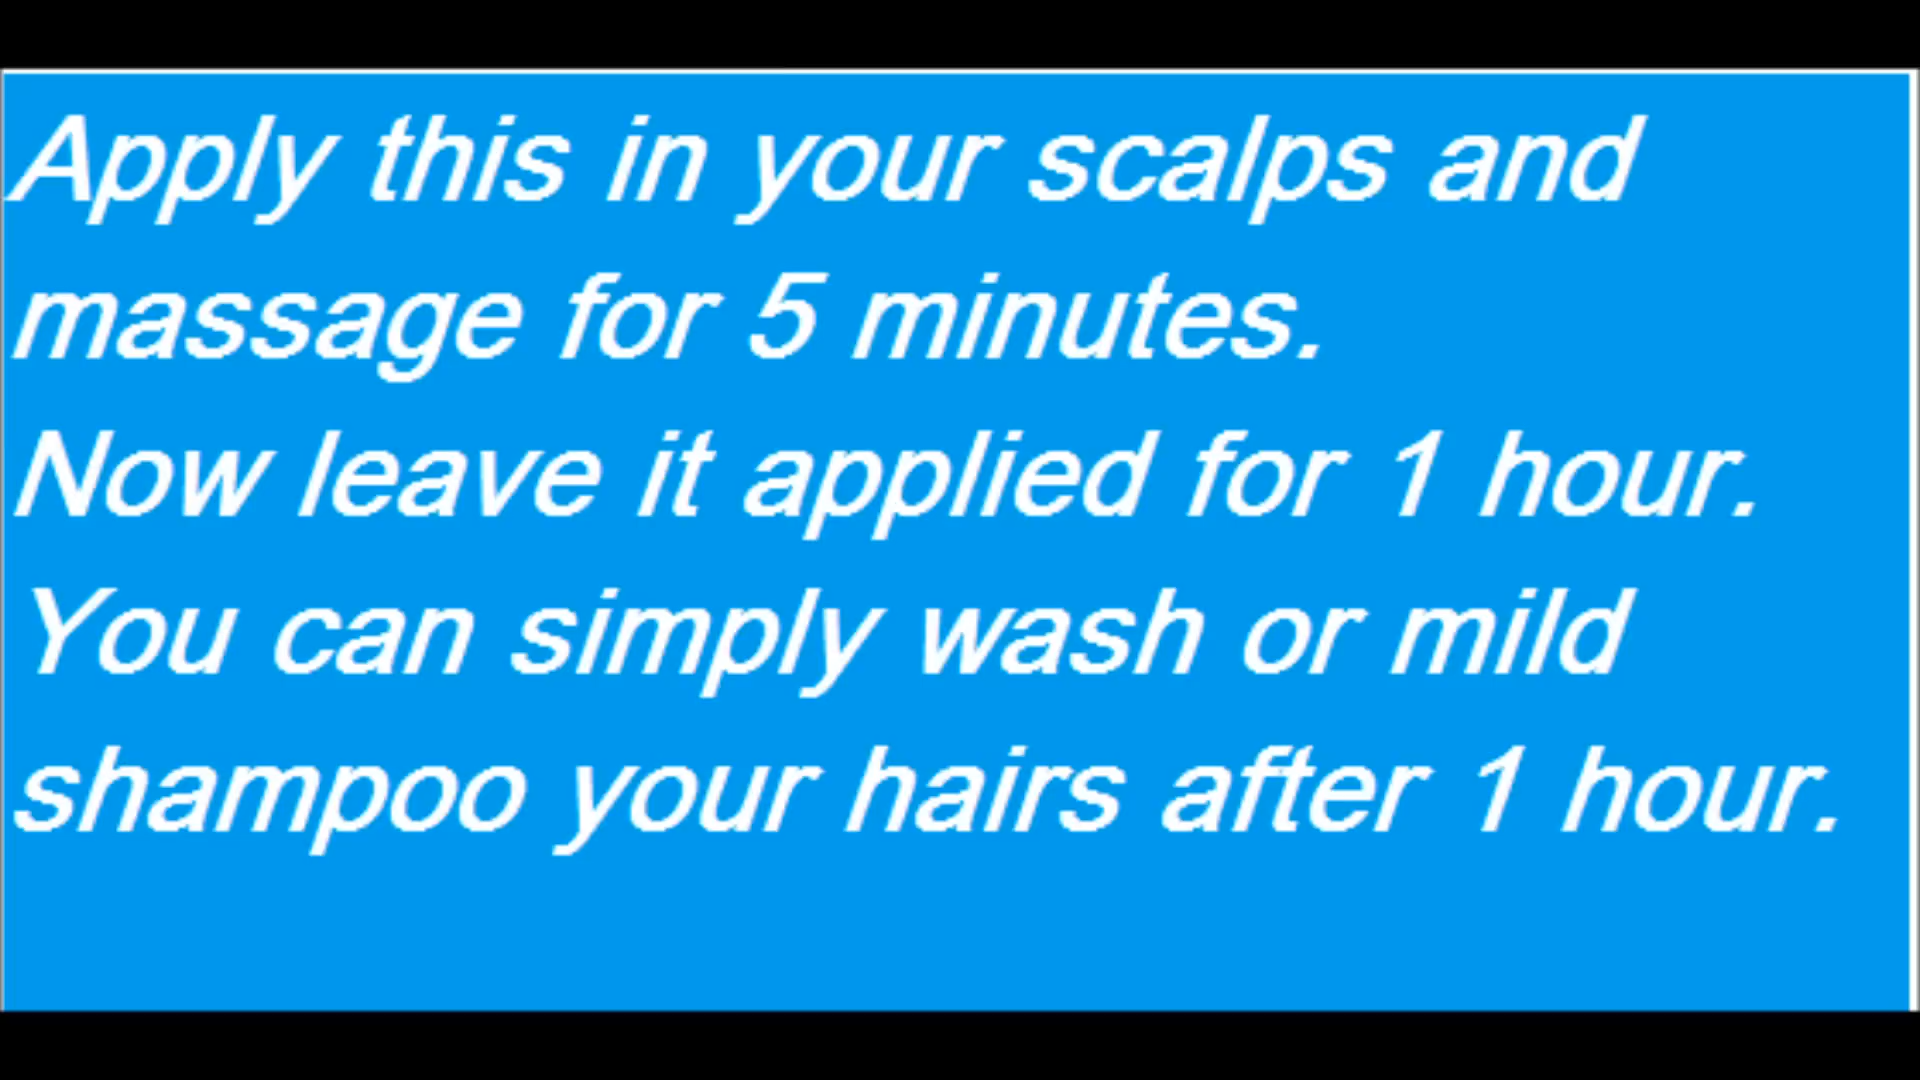 Apply this in your scalps and
massage for 5 minutes.
Now leave it applied for 1 hour.
You can simply wash or mild
shampoo your hairs after 1 hour.